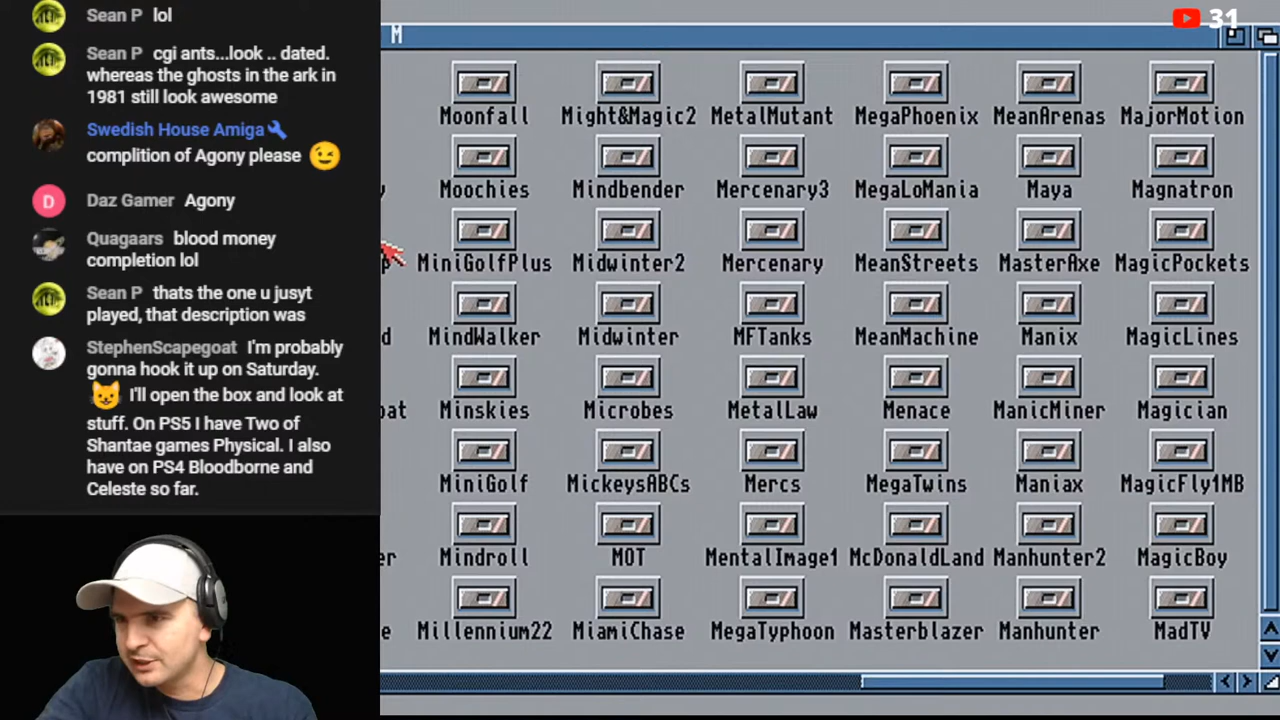 Sean P lol
Sean P cgi ants...look .. dated.
whereas the ghosts in the ark in
1981 still look awesome
Swedish House Amiga
complition of Agony please
Daz Gamer Agony
Quagaars blood money
completion lol
Sean P thats the one u jusyt
played, that description was
StephenScapegoat I'm probably
gonna hook it up on Saturday.
I'll open the box and look at
stuff. On PS5 I have Two of
Shantae games Physical. I also
have on PS4 Bloodborne and
Celeste so far.
31
M
Moonfall Might&Magic2 MetalMutant MegaPhoenix MeanArenas MajorMotion
y Moochies Mindbender Mercenary3 MegaLoMania Maya Magnatron
p MiniGolfPlus Midwinter2 Mercenary MeanStreets MasterAxe MagicPockets
d MindWalker Midwinter MFTanks MeanMachine Manix MagicLines
oat Minskies Microbes MetalLaw Menace ManicMiner Magician
MiniGolf MickeysABCs Mercs MegaTwins Maniax MagicFly1MB
er Mindroll MOT MentalImage1 McDonaldLand Manhunter2 MagicBoy
e Millennium22 MiamiChase MegaTyphoon Masterblazer Manhunter MadTV